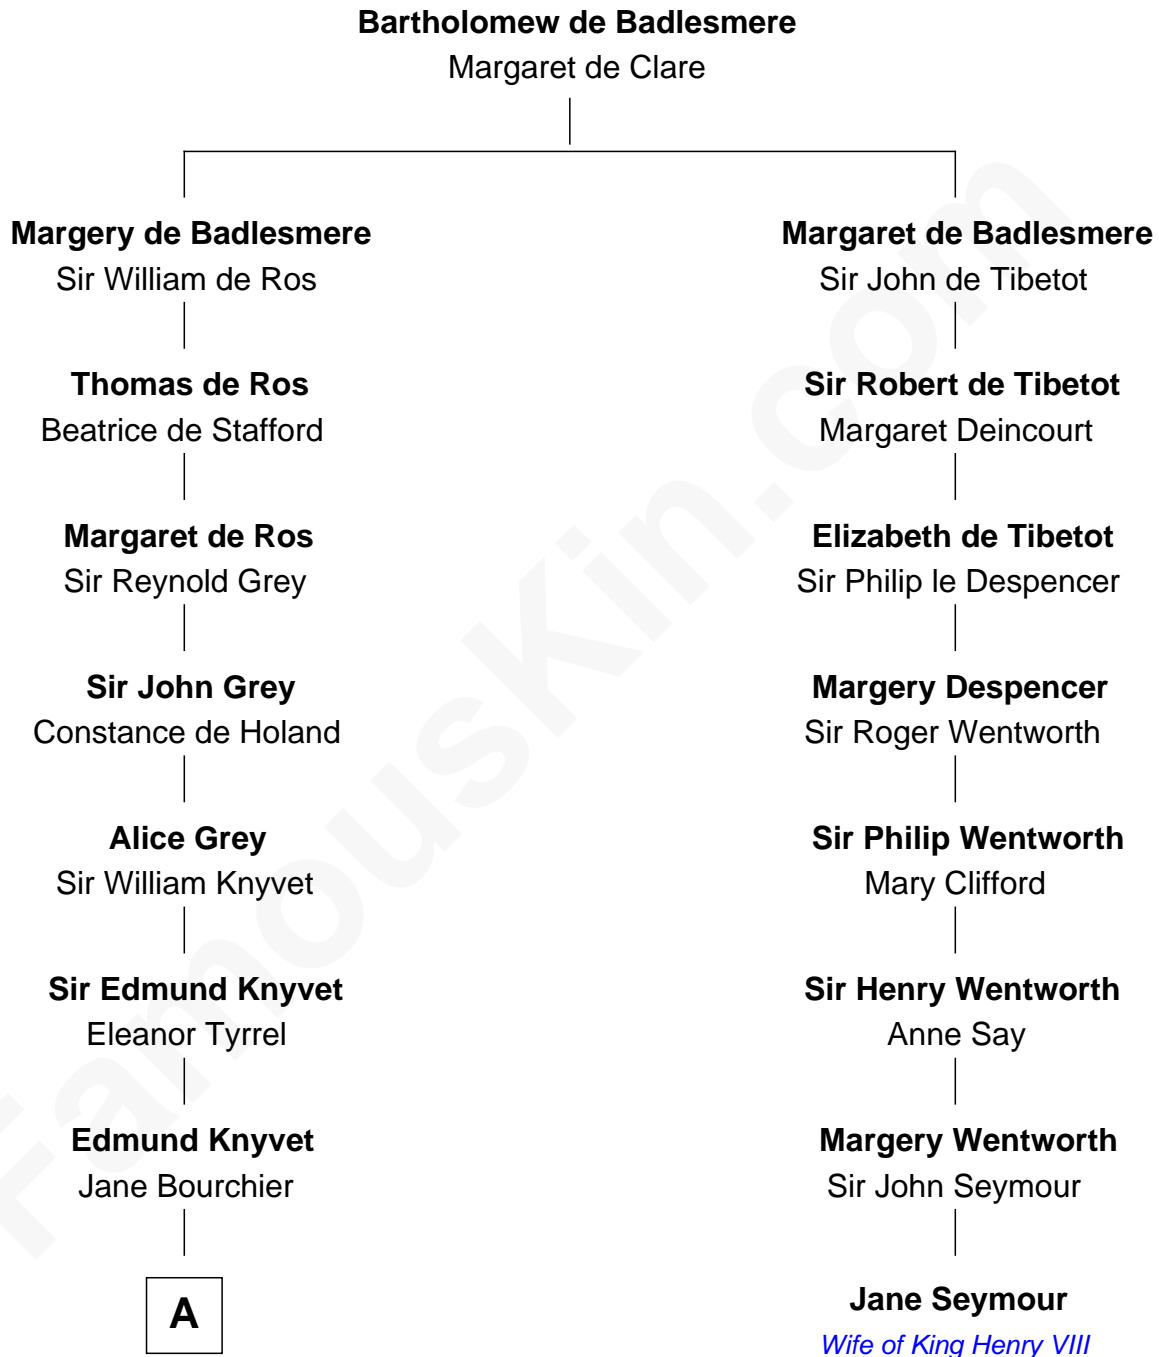 Bartholomew de Badlesmere
Margaret de Clare
Margery de Badlesmere
Sir William de Ros
Thomas de Ros
Beatrice de Stafford
Margaret de Ros
Sir Reynold Grey
Sir John Grey
Constance de Holand
Alice Grey
Sir William Knyvet
Sir Edmund Knyvet
Eleanor Tyrrel
Edmund Knyvet
Jane Bourchier
A
Margaret de Badlesmere
Sir John de Tibetot
Sir Robert de Tibetot
Margaret Deincourt
Elizabeth de Tibetot
Sir Philip le Despencer
Margery Despencer
Sir Roger Wentworth
Sir Philip Wentworth
Mary Clifford
Sir Henry Wentworth
Anne Say
Margery Wentworth
Sir John Seymour
Jane Seymour
Wife of King Henry VIII
FamousKin.com